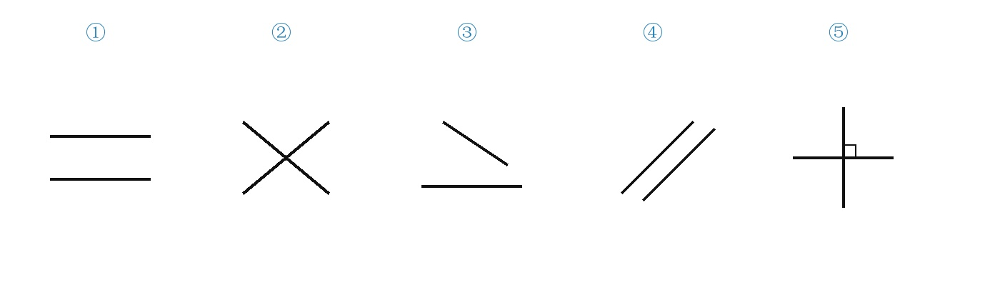 ① ② ③ ④ ⑤